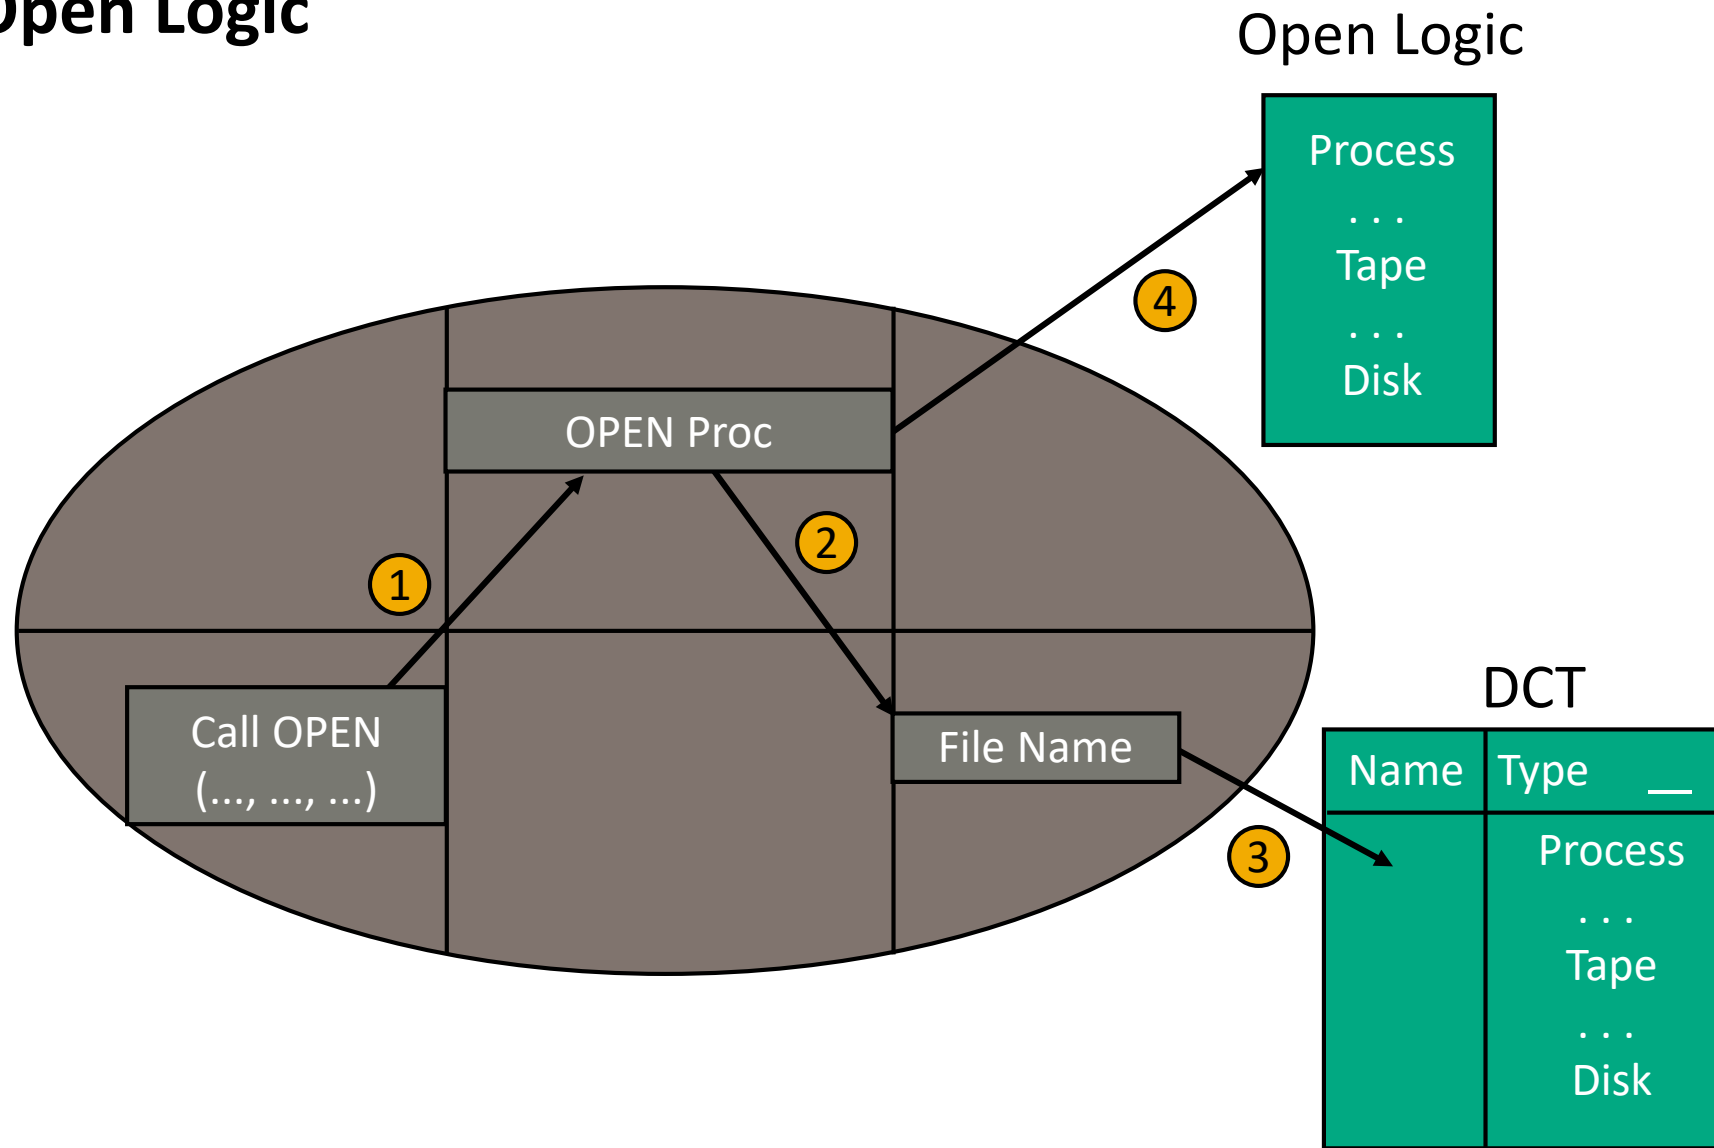 Open Logic
Open Logic
Process
. . .
Tape
. . .
Disk
4
OPEN Proc
2
1
Call OPEN
(..., ..., ...)
File Name
3
DCT
Name Type __
Process
. . .
Tape
. . .
Disk